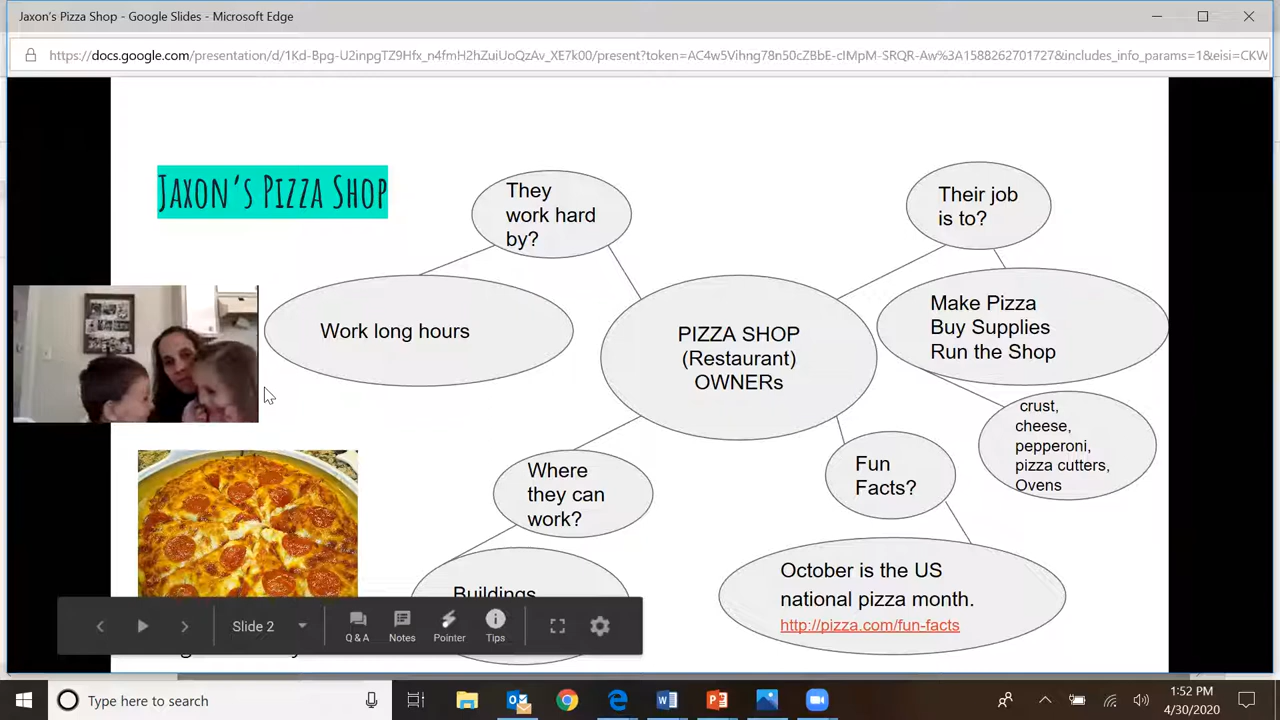 Jaxon's Pizza Shop - Google Slides - Microsoft Edge
https://docs.google.com/presentation/d/1Kd-Bpg-U2inpgTZ9Hfx_n4fmH2hZuiUoQzAv_XE7k00/present?token=AC4w5Vihng78n50cZBbE-cIMpM-SRQR-Aw%3A1588262701727&includes_info_params=1&eisi=CKW
Jaxon's Pizza Shop
They
work hard
by?
Their job
is to?
Work long hours
PIZZA SHOP
(Restaurant)
OWNERs
Make Pizza
Buy Supplies
Run the Shop
crust,
cheese,
pepperoni,
pizza cutters,
Ovens
Where
they can
work?
Fun
Facts?
Buildings
October is the US
national pizza month.
http://pizza.com/fun-facts
Slide 2
Q & A
Notes
Pointer
Tips
Type here to search
1:52 PM
4/30/2020